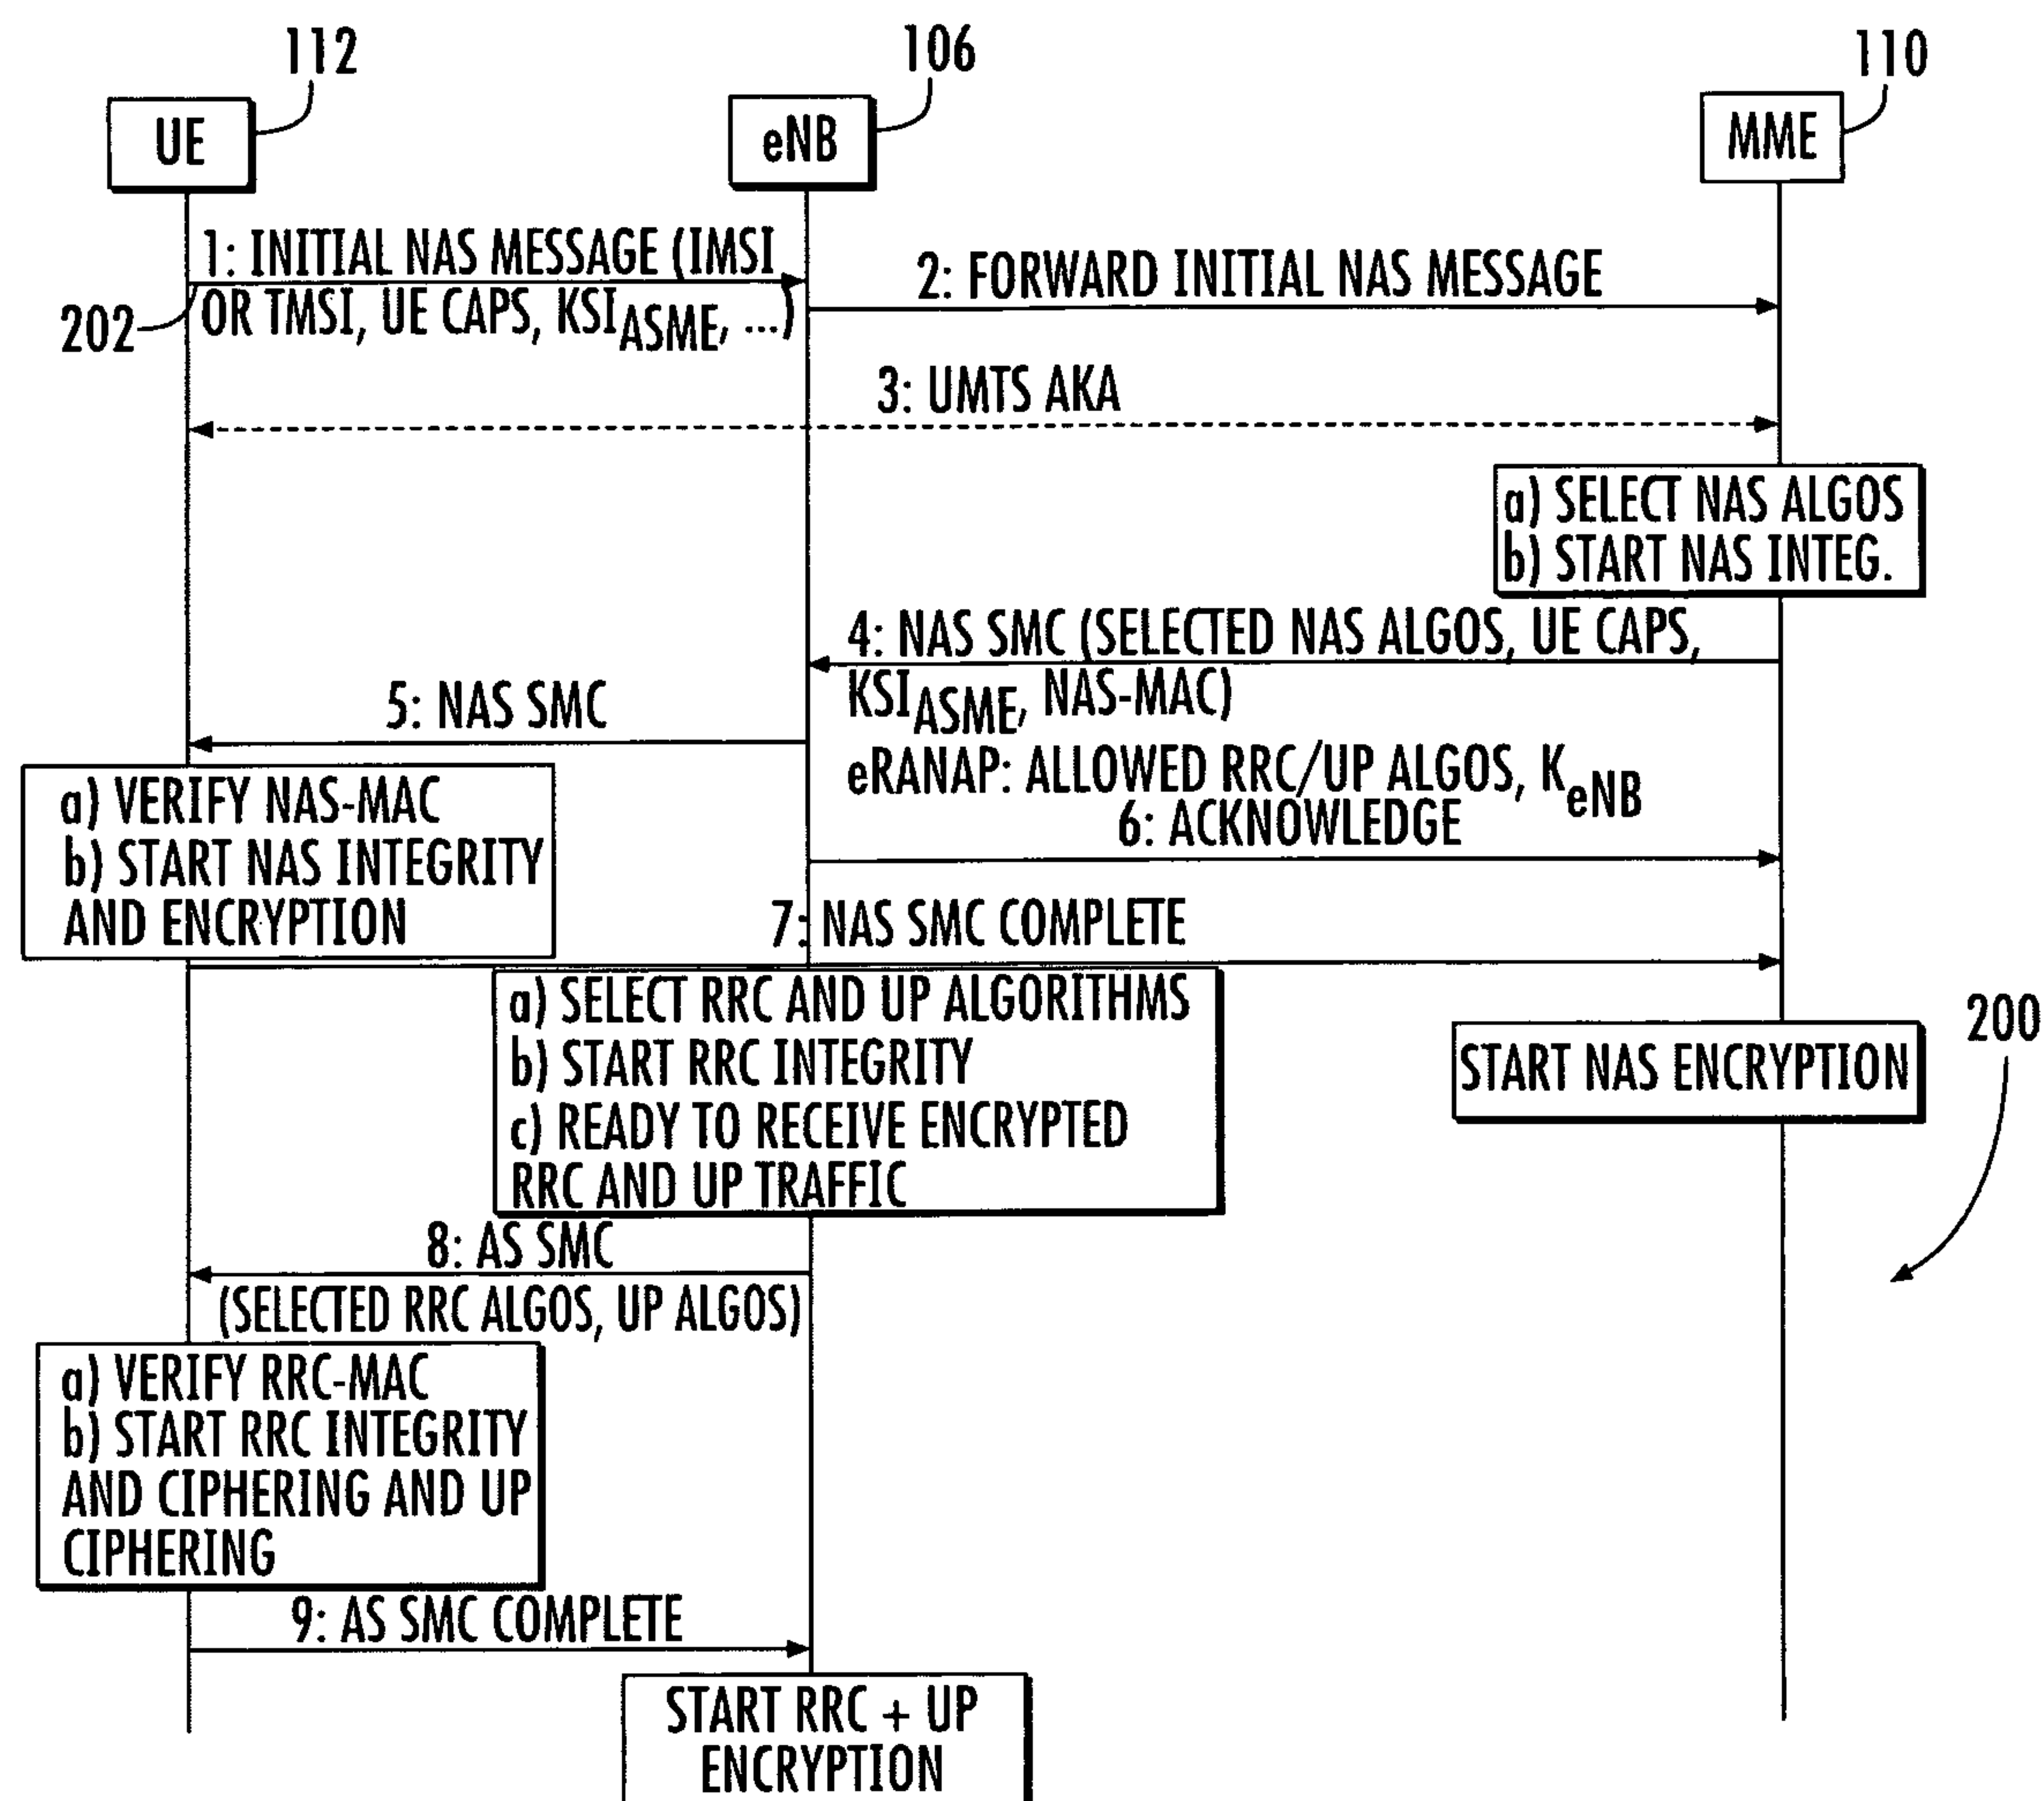 112
106
110
UE
eNB
MME
1: INITIAL NAS MESSAGE (IMSI
OR TMSI, UE CAPS, KSI ASME, ...)
202
2: FORWARD INITIAL NAS MESSAGE
3: UMTS AKA
a) SELECT NAS ALGOS
b) START NAS INTEG.
4: NAS SMC (SELECTED NAS ALGOS, UE CAPS,
KSI ASME, NAS-MAC)
eRANAP: ALLOWED RRC/UP ALGOS, K eNB
5: NAS SMC
a) VERIFY NAS-MAC
b) START NAS INTEGRITY
AND ENCRYPTION
6: ACKNOWLEDGE
7: NAS SMC COMPLETE
a) SELECT RRC AND UP ALGORITHMS
b) START RRC INTEGRITY
c) READY TO RECEIVE ENCRYPTED
RRC AND UP TRAFFIC
START NAS ENCRYPTION
200
8: AS SMC
(SELECTED RRC ALGOS, UP ALGOS)
a) VERIFY RRC-MAC
b) START RRC INTEGRITY
AND CIPHERING AND UP
CIPHERING
9: AS SMC COMPLETE
START RRC + UP
ENCRYPTION